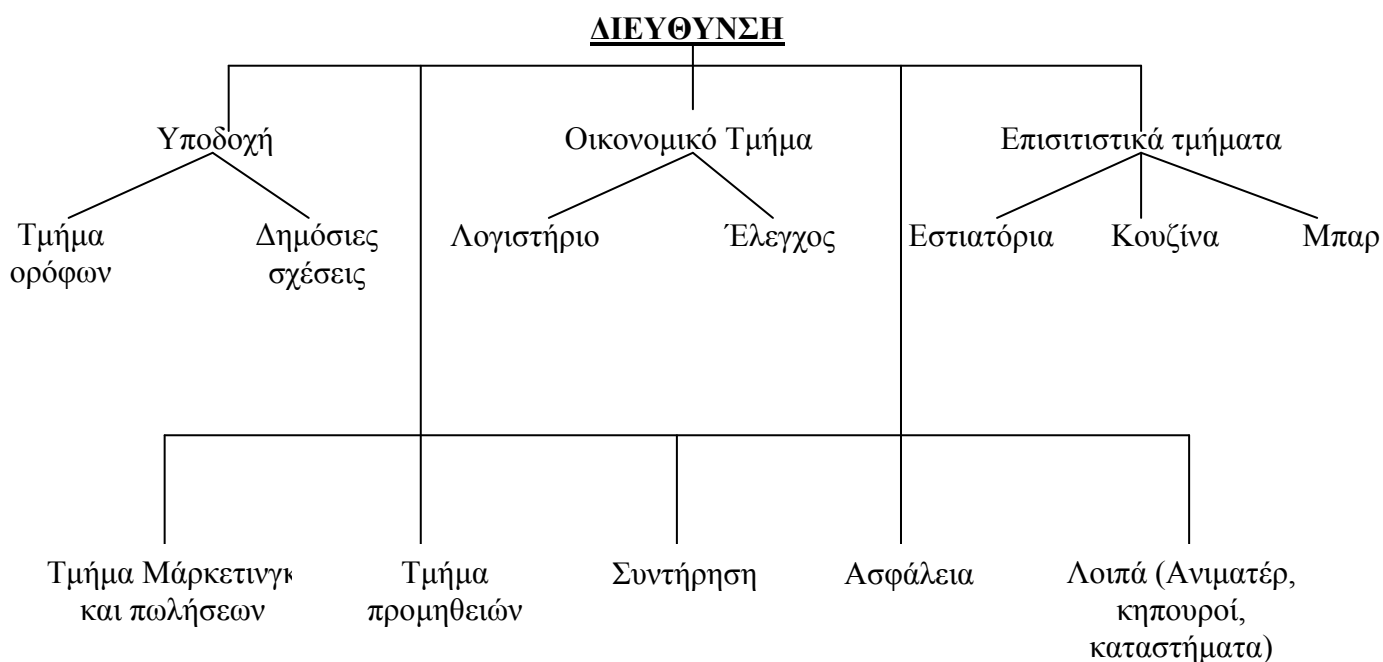 ΔΙΕΥΘΥΝΣΗ
Υποδοχή
Οικονομικό Τμήμα
Επισιτιστικά τμήματα
Τμήμα
ορόφων
Δημόσιες
σχέσεις
Λογιστήριο
Έλεγχος
Εστιατόρια
Κουζίνα
Μπαρ
Τμήμα Μάρκετινγκ
και πωλήσεων
Τμήμα
προμηθειών
Συντήρηση
Ασφάλεια
Λοιπά (Ανιματέρ,
κηπουροί,
καταστήματα)